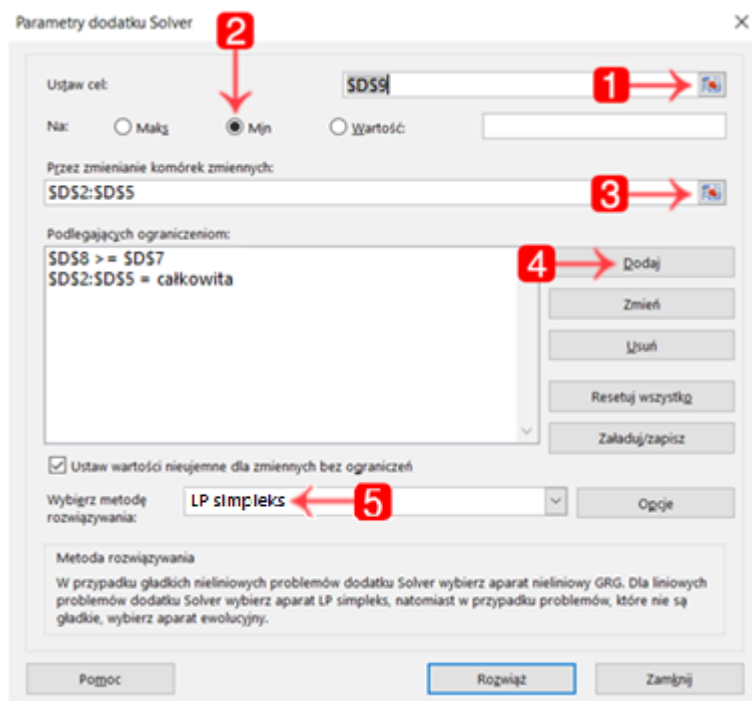 Parametry dodatku Solver
2
Ustaw cel:
$D$9
1
Na:
Maks
Min
Wartość:
Przez zmienianie komórek zmiennych:
$D$2:$D$5
3
Podlegających ograniczeniom:
$D$8 >= $D$7
$D$2:$D$5 = całkowita
4
Dodaj
Zmień
Usuń
Resetuj wszystko
Załaduj/zapisz
Ustaw wartości nieujemne dla zmiennych bez ograniczeń
Wybierz metodę
rozwiązywania:
LP simpleks
5
Opcje
Metoda rozwiązywania
W przypadku gładkich nieliniowych problemów dodatku Solver wybierz aparat nieliniowy GRG. Dla liniowych
problemów dodatku Solver wybierz aparat LP simpleks, natomiast w przypadku problemów, które nie są
gładkie, wybierz aparat ewolucyjny.
Pomoc
Rozwiąż
Zamknij